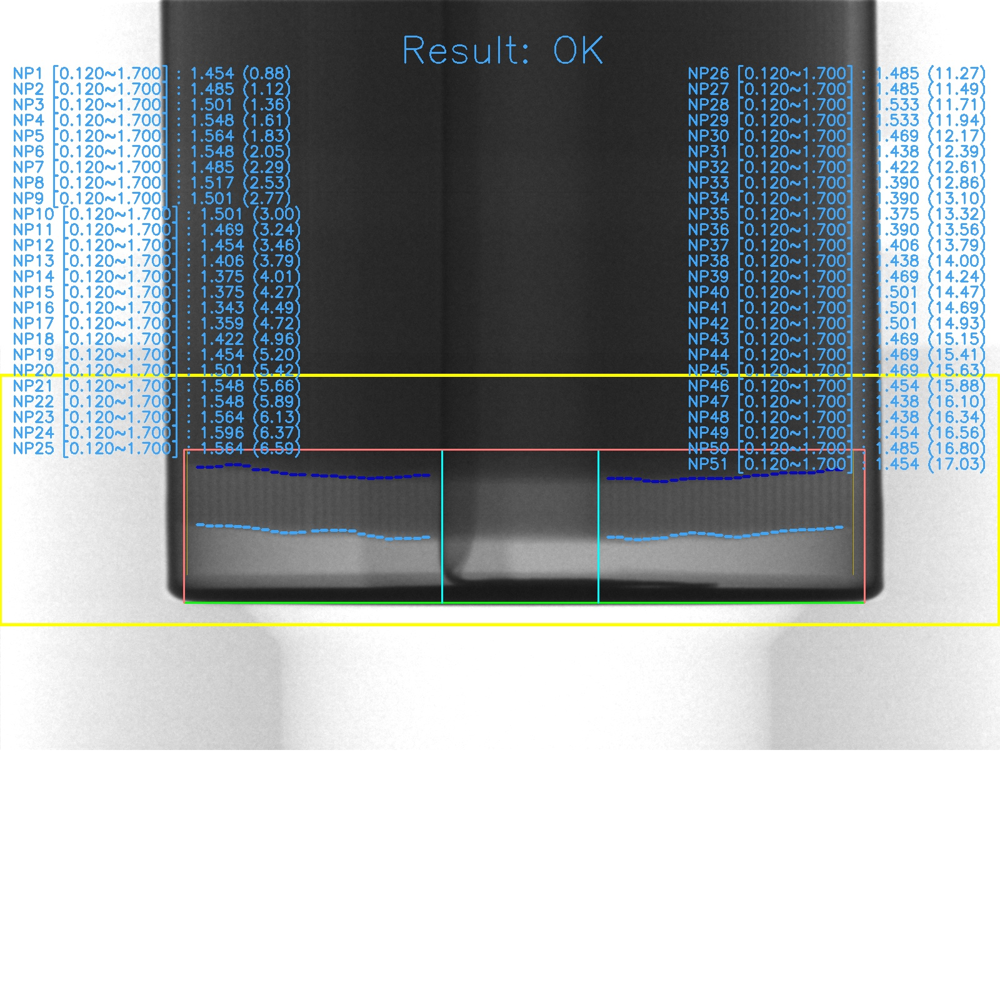 Result: OK
NP1 [0.120~1.700] : 1.454 (0.88)
NP2 [0.120~1.700] : 1.485 (1.12)
NP3 [0.120~1.700] : 1.501 (1.36)
NP4 [0.120~1.700] : 1.548 (1.61)
NP5 [0.120~1.700] : 1.564 (1.83)
NP6 [0.120~1.700] : 1.548 (2.05)
NP7 [0.120~1.700] : 1.485 (2.29)
NP8 [0.120~1.700] : 1.517 (2.53)
NP9 [0.120~1.700] : 1.501 (2.77)
NP10 [0.120~1.700] : 1.501 (3.00)
NP11 [0.120~1.700] : 1.469 (3.24)
NP12 [0.120~1.700] : 1.454 (3.46)
NP13 [0.120~1.700] : 1.406 (3.79)
NP14 [0.120~1.700] : 1.375 (4.01)
NP15 [0.120~1.700] : 1.375 (4.27)
NP16 [0.120~1.700] : 1.343 (4.49)
NP17 [0.120~1.700] : 1.359 (4.72)
NP18 [0.120~1.700] : 1.422 (4.96)
NP19 [0.120~1.700] : 1.454 (5.20)
NP20 [0.120~1.700] : 1.501 (5.42)
NP21 [0.120~1.700] : 1.548 (5.66)
NP22 [0.120~1.700] : 1.548 (5.89)
NP23 [0.120~1.700] : 1.564 (6.13)
NP24 [0.120~1.700] : 1.596 (6.37)
NP25 [0.120~1.700] : 1.564 (6.59)
NP26 [0.120~1.700] : 1.485 (11.27)
NP27 [0.120~1.700] : 1.485 (11.49)
NP28 [0.120~1.700] : 1.533 (11.71)
NP29 [0.120~1.700] : 1.533 (11.94)
NP30 [0.120~1.700] : 1.469 (12.17)
NP31 [0.120~1.700] : 1.438 (12.39)
NP32 [0.120~1.700] : 1.422 (12.61)
NP33 [0.120~1.700] : 1.390 (12.86)
NP34 [0.120~1.700] : 1.390 (13.10)
NP35 [0.120~1.700] : 1.375 (13.32)
NP36 [0.120~1.700] : 1.390 (13.56)
NP37 [0.120~1.700] : 1.406 (13.79)
NP38 [0.120~1.700] : 1.438 (14.00)
NP39 [0.120~1.700] : 1.469 (14.24)
NP40 [0.120~1.700] : 1.501 (14.47)
NP41 [0.120~1.700] : 1.501 (14.69)
NP42 [0.120~1.700] : 1.501 (14.93)
NP43 [0.120~1.700] : 1.469 (15.15)
NP44 [0.120~1.700] : 1.469 (15.41)
NP45 [0.120~1.700] : 1.469 (15.63)
NP46 [0.120~1.700] : 1.454 (15.88)
NP47 [0.120~1.700] : 1.438 (16.10)
NP48 [0.120~1.700] : 1.438 (16.34)
NP49 [0.120~1.700] : 1.454 (16.56)
NP50 [0.120~1.700] : 1.485 (16.80)
NP51 [0.120~1.700] : 1.454 (17.03)